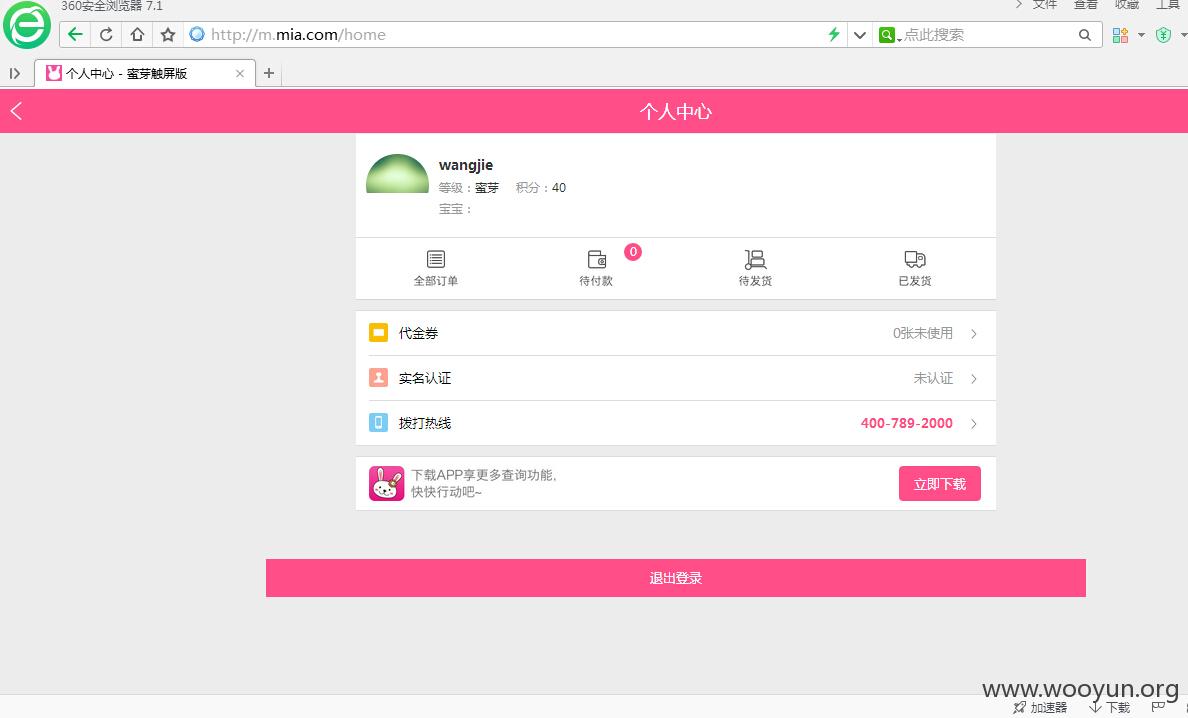 360安全浏览器 7.1
文件 查看 收藏 工具
http://m.mia.com/home
点此搜索
个人中心 - 蜜芽触屏版
个人中心
wangjie
等级：蜜芽 积分：40
宝宝：
0
全部订单 待付款 待发货 已发货
代金券 0张未使用
实名认证 未认证
拨打热线 400-789-2000
下载APP享更多查询功能，
快快行动吧~
立即下载
退出登录
www.wooyun.org
加速器 下载